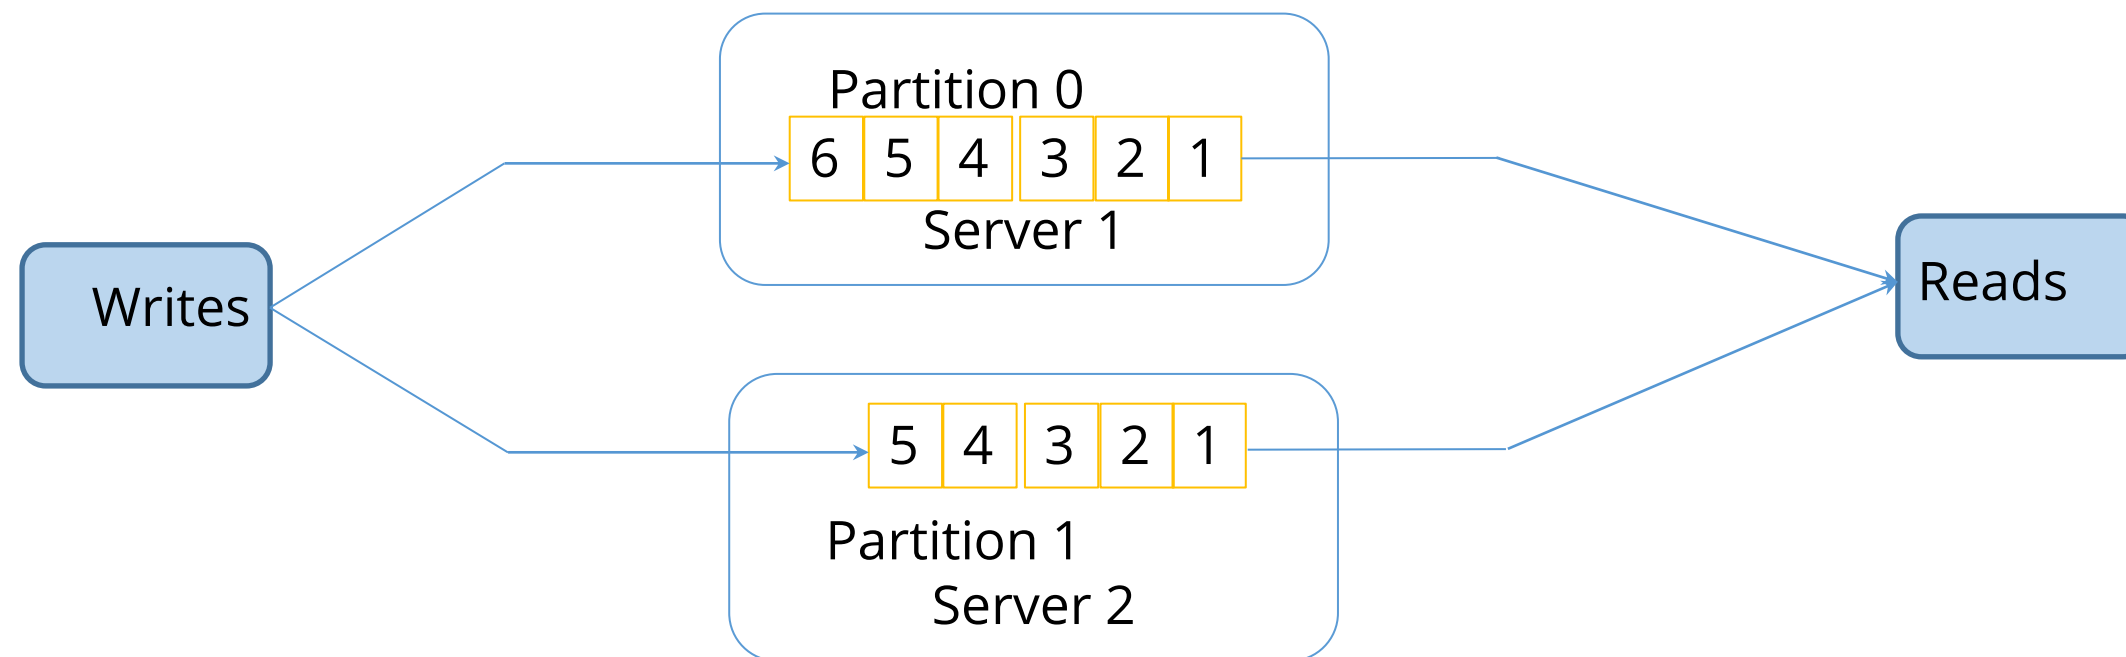 Partition 0
6 5 4 3 2 1
Server 1
Writes
Reads
5 4 3 2 1
Partition 1
Server 2